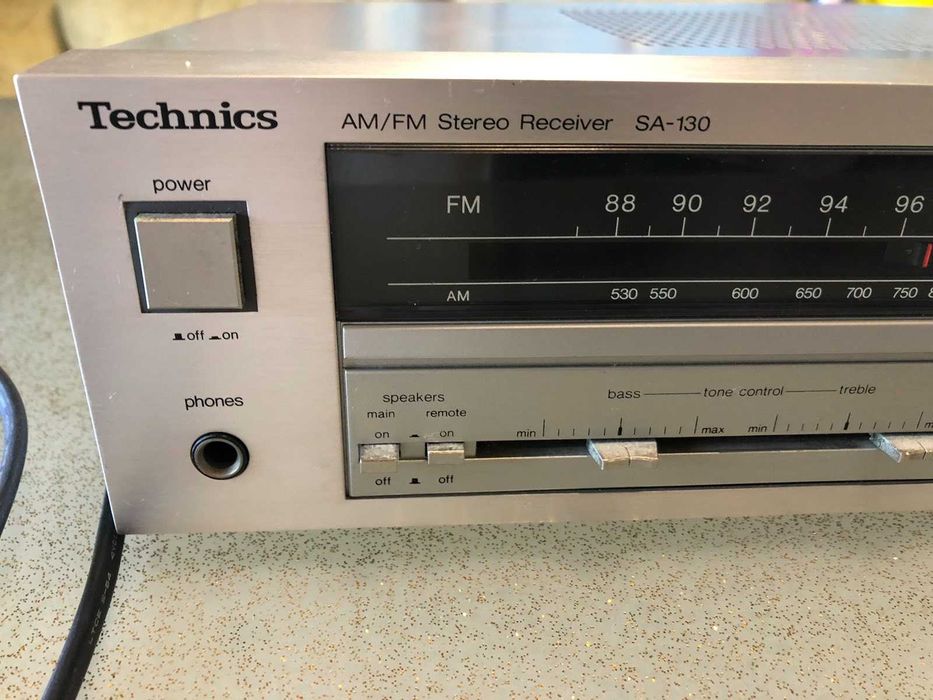 Technics
AM/FM Stereo Receiver SA-130
power
FM 88 90 92 94 96
AM 530 550 600 650 700 750
off on
phones
speakers
main remote
bass tone control treble
on on
min max min
off off